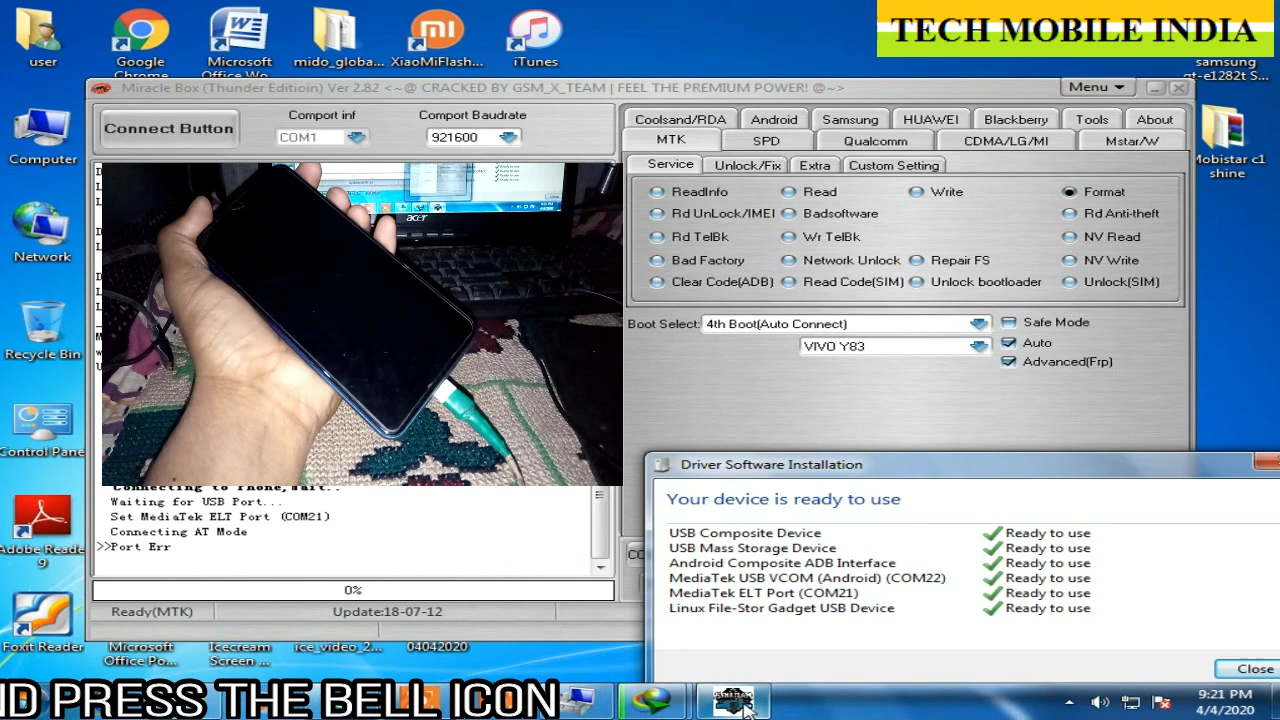 TECH MOBILE INDIA
user
Google
Chrome
Microsoft
Office Wo...
mido_globa...
XiaoMiFlash...
iTunes
samsung
gt-e1282t S...
Miracle Box (Thunder Editioin) Ver 2.82 <~@ CRACKED BY GSM_X_TEAM | FEEL THE PREMIUM POWER! @~>
Menu
Connect Button
Comport inf
Comport Baudrate
COM1
921600
Coolsand/RDA
Android
Samsung
HUAWEI
Blackberry
Tools
About
MTK
SPD
Qualcomm
CDMA/LG/MI
Mstar/W
Service
Unlock/Fix
Extra
Custom Setting
ReadInfo
Read
Write
Format
Rd UnLock/IMEI
Badsoftware
Rd Anti-theft
Rd TelBk
Wr TelBk
NV Read
Bad Factory
Network Unlock
Repair FS
NV Write
Clear Code(ADB)
Read Code(SIM)
Unlock bootloader
Unlock(SIM)
Boot Select:
4th Boot(Auto Connect)
Safe Mode
VIVO Y83
Auto
Advanced(Frp)
Computer
Network
Recycle Bin
Control Pane
Adobe Reade
9
Foxit Reader
Mobistar c1
shine
acer
Connecting to Phone,Wait..
Waiting for USB Port...
Set MediaTek ELT Port (COM21)
Connecting AT Mode
>>Port Err
0%
Ready(MTK)
Update:18-07-12
Driver Software Installation
Your device is ready to use
USB Composite Device Ready to use
USB Mass Storage Device Ready to use
Android Composite ADB Interface Ready to use
MediaTek USB VCOM (Android) (COM22) Ready to use
MediaTek ELT Port (COM21) Ready to use
Linux File-Stor Gadget USB Device Ready to use
Close
Microsoft
Office Po...
Icecream
Screen ...
ice_video_2...
04042020
ND PRESS THE BELL ICON
9:21 PM
4/4/2020